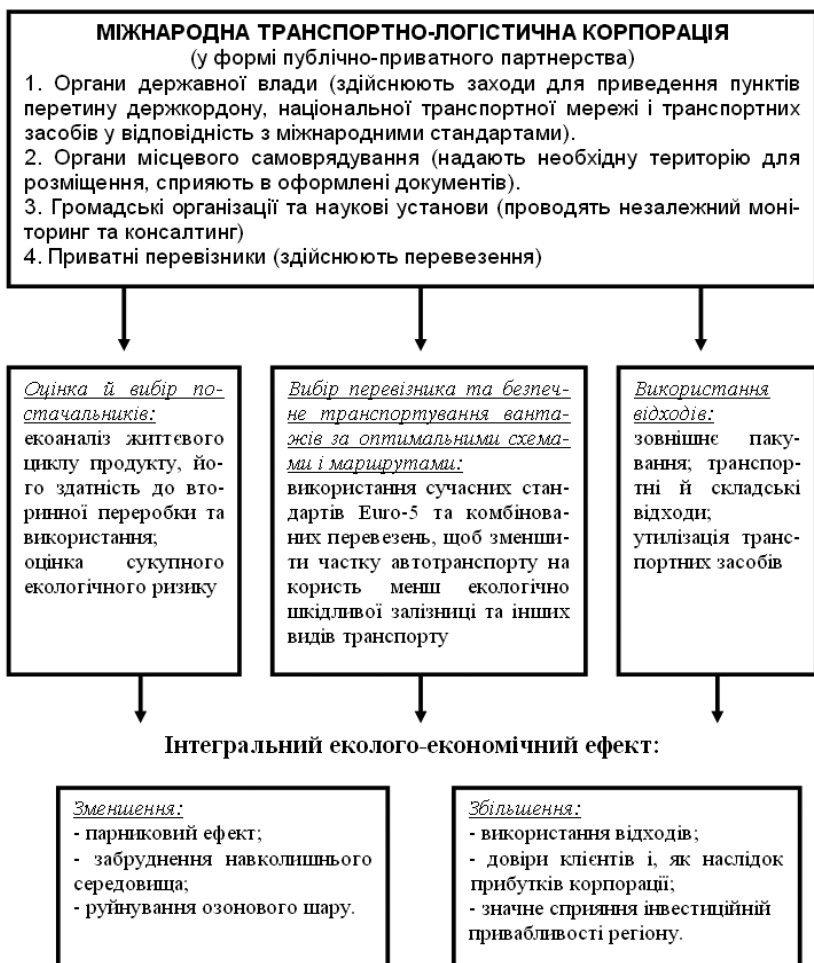 МІЖНАРОДНА ТРАНСПОРТНО-ЛОГІСТИЧНА КОРПОРАЦІЯ
(у формі публічно-приватного партнерства)
1. Органи державної влади (здійснюють заходи для приведення пунктів
перетину держкордону, національної транспортної мережі і транспортних
засобів у відповідність з міжнародними стандартами).
2. Органи місцевого самоврядування (надають необхідну територію для
розміщення, сприяють в оформлені документів).
3. Громадські організації та наукові установи (проводять незалежний моні-
торинг та консалтинг)
4. Приватні перевізники (здійснюють перевезення)
Оцінка й вибір по-
стачальників:
екоаналіз життєвого
циклу продукту, йо-
го здатність до вто-
ринної переробки та
використання;
оцінка сукупного
екологічного ризику
Вибір перевізника та безпеч-
не транспортування ванта-
жів за оптимальними схема-
ми і маршрутами:
використання сучасних стан-
дартів Euro-5 та комбінова-
них перевезень, щоб зменши-
ти частку автотранспорту на
користь менш екологічно
шкідливої залізниці та інших
видів транспорту
Використання
відходів:
зовнішнє паку-
вання; транспор-
тні й складські
відходи;
утилізація транс-
портних засобів
Інтегральний еколого-економічний ефект:
Зменшення:
- парниковий ефект;
- забруднення навколишнього
середовища;
- руйнування озонового шару.
Збільшення:
- використання відходів;
- довіри клієнтів і, як наслідок
прибутків корпорації;
- значне сприяння інвестиційній
привабливості регіону.